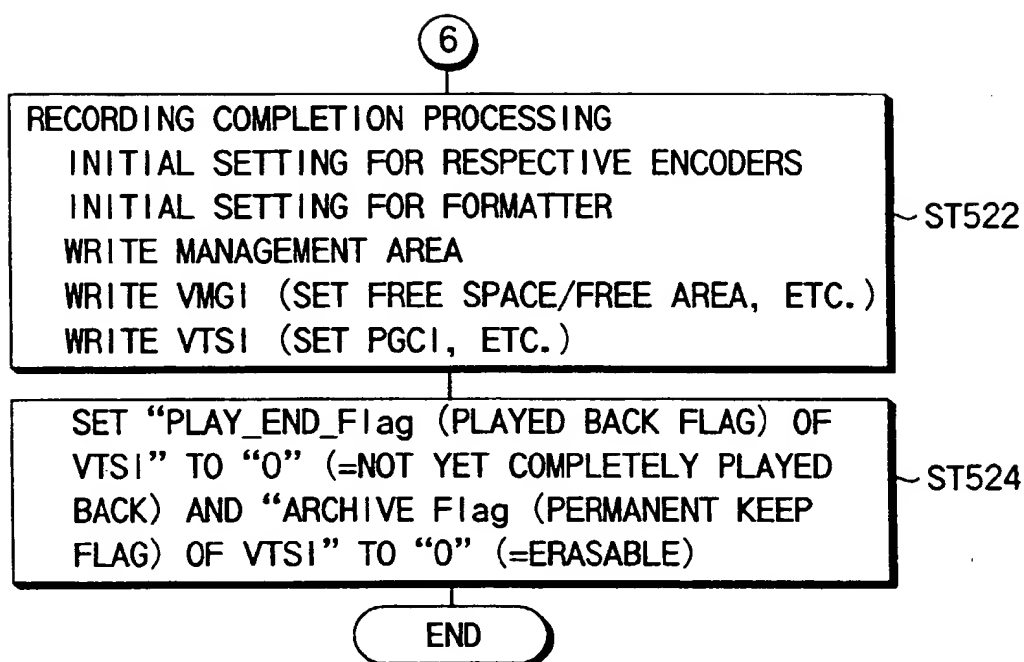 6
RECORDING COMPLETION PROCESSING
INITIAL SETTING FOR RESPECTIVE ENCODERS
INITIAL SETTING FOR FORMATTER
WRITE MANAGEMENT AREA
WRITE VMGI (SET FREE SPACE/FREE AREA, ETC.)
WRITE VTSI (SET PGCI, ETC.)
ST522
SET “PLAY_END_Flag (PLAYED BACK FLAG) OF
VTSI” TO “0” (=NOT YET COMPLETELY PLAYED
BACK) AND “ARCHIVE Flag (PERMANENT KEEP
FLAG) OF VTSI” TO “0” (=ERASABLE)
ST524
END